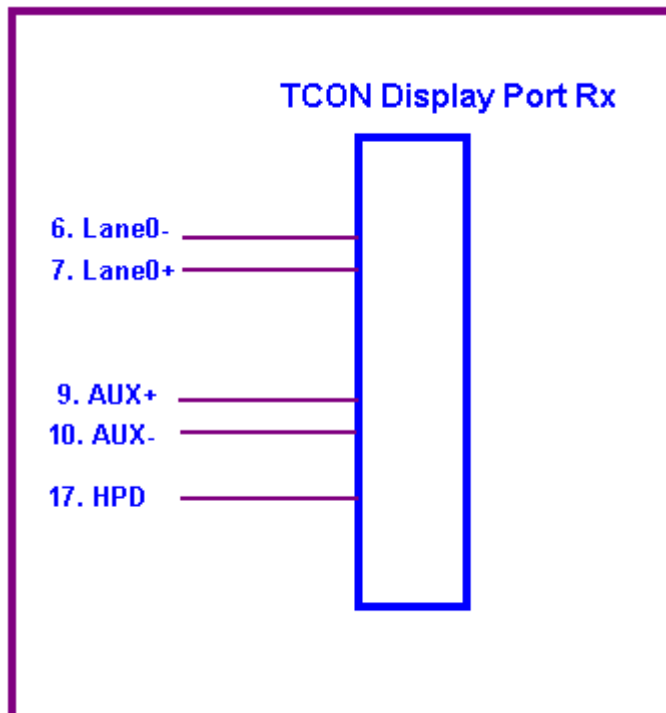 TCON Display Port Rx
6. Lane0-
7. Lane0+
9. AUX+
10. AUX-
17. HPD